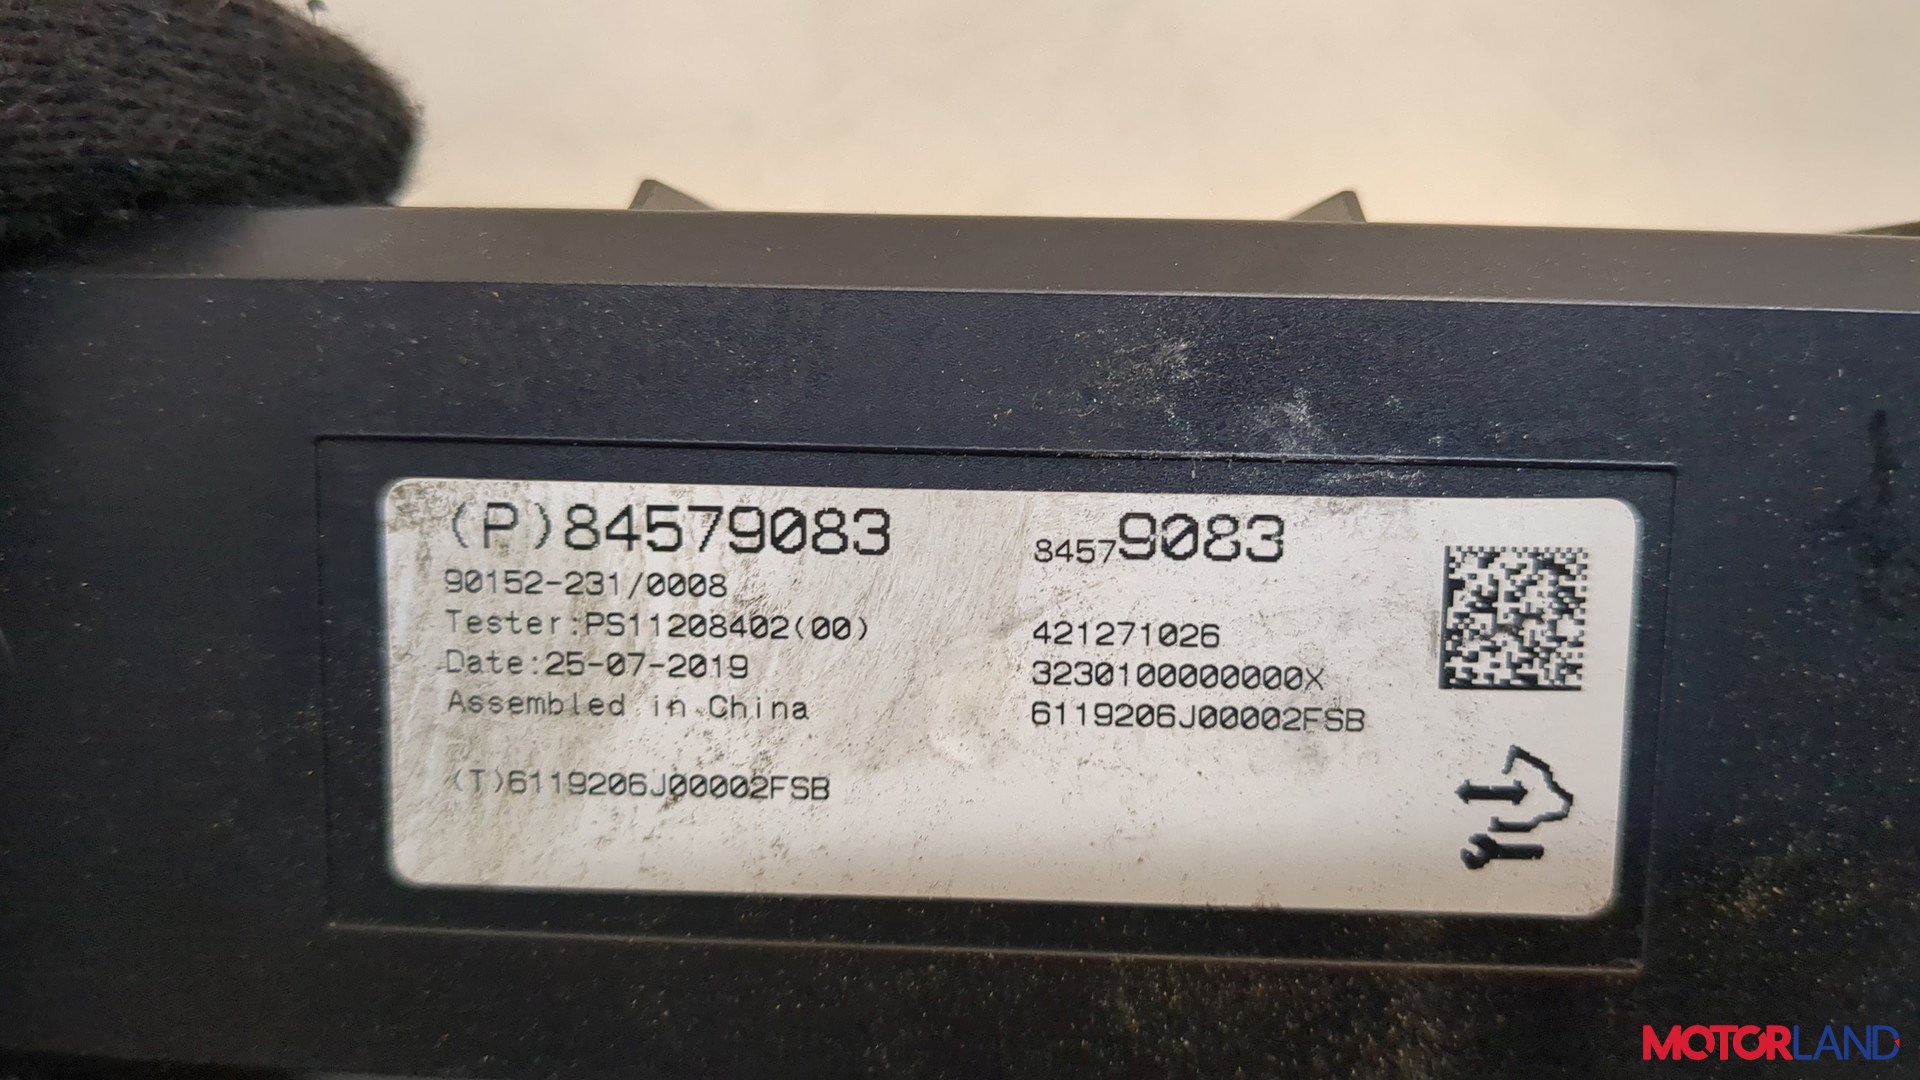 (P)84579083
90152-231/0008
Tester:PS11208402(00)
Date:25-07-2019
Assembled in China
(T)6119206J00002FSB
84579083
421271026
3230100000000X
6119206J00002FSB
MOTORLAND